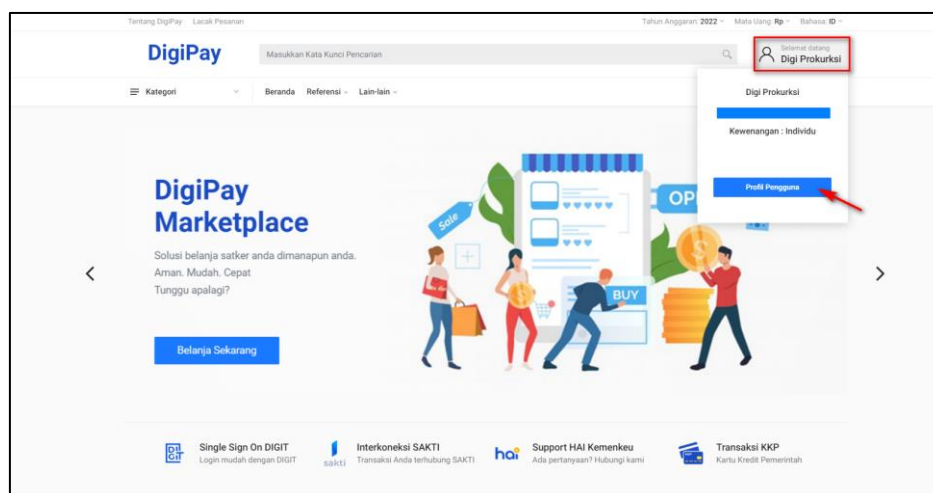 Tentang DigiPay Lacak Pesanan
Tahun Anggaran: 2022 Mata Uang: Rp Bahasa: ID
DigiPay
Masukkan Kata Kunci Pencarian
Selamat datang
Digi Prokurksi
Kategori Beranda Referensi Lain-lain
Digi Prokurksi
Kewenangan : Individu
Profil Pengguna
DigiPay
Marketplace
Solusi belanja satker anda dimanapun anda.
Aman. Mudah. Cepat
Tunggu apalagi?
Belanja Sekarang
Sale
OP
BUY
DIGIT
Single Sign On DIGIT
Login mudah dengan DIGIT
sakti
Interkoneksi SAKTI
Transaksi Anda terhubung SAKTI
hai
Support HAI Kemenkeu
Ada pertanyaan? Hubungi kami
Transaksi KKP
Kartu Kredit Pemerintah